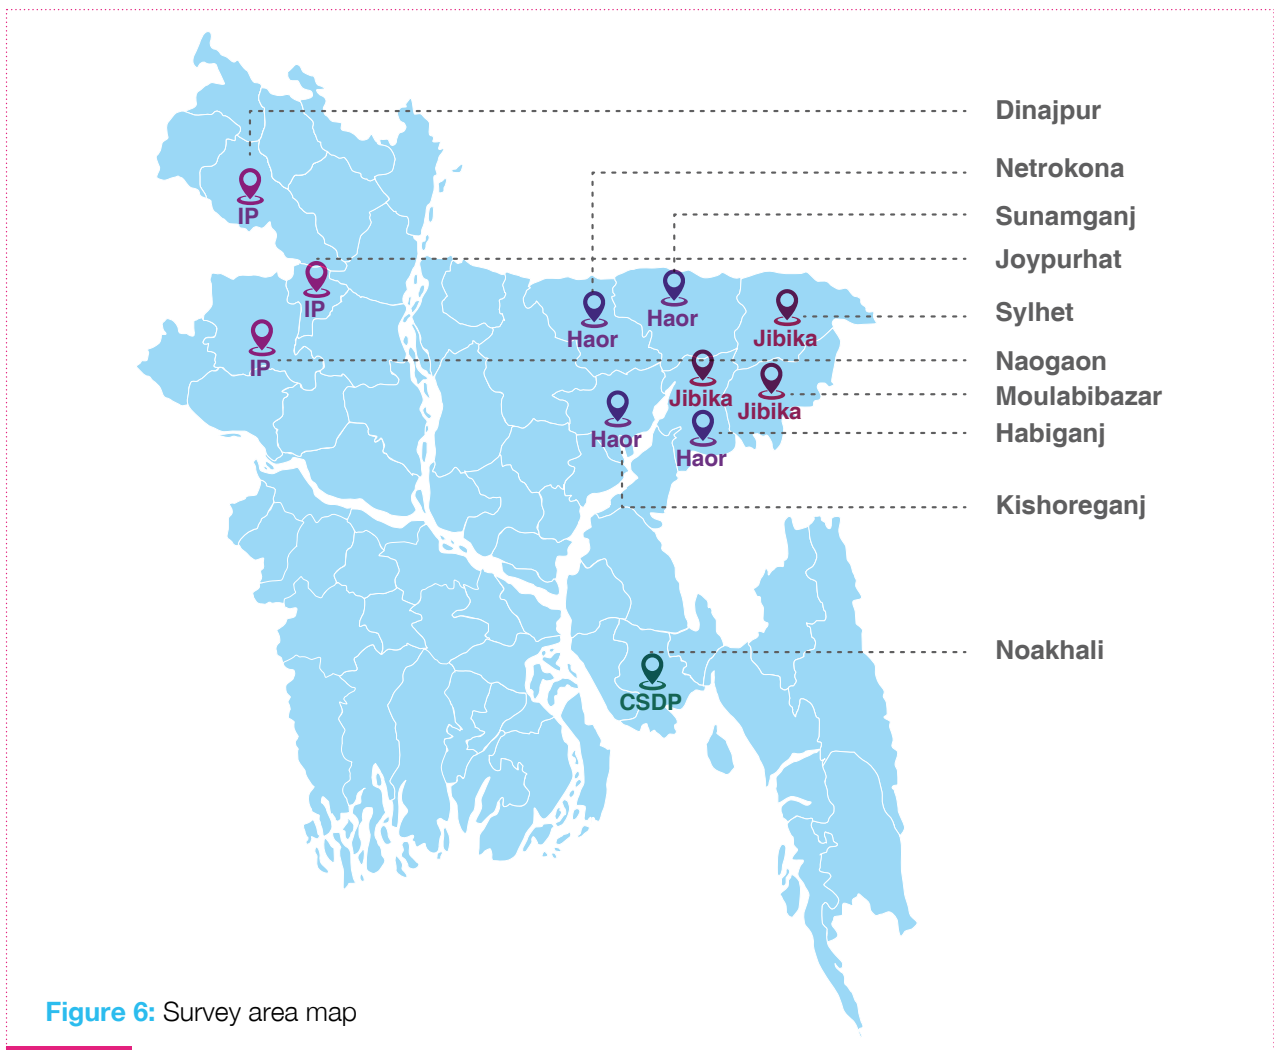 Dinajpur
Netrokona
Sunamganj
Joypurhat
Sylhet
Naogaon
Moulabibazar
Habiganj
Kishoreganj
Noakhali
IP
IP
IP
Haor
Haor
Jibika
Jibika
Jibika
Haor
Haor
CSDP
Figure 6: Survey area map